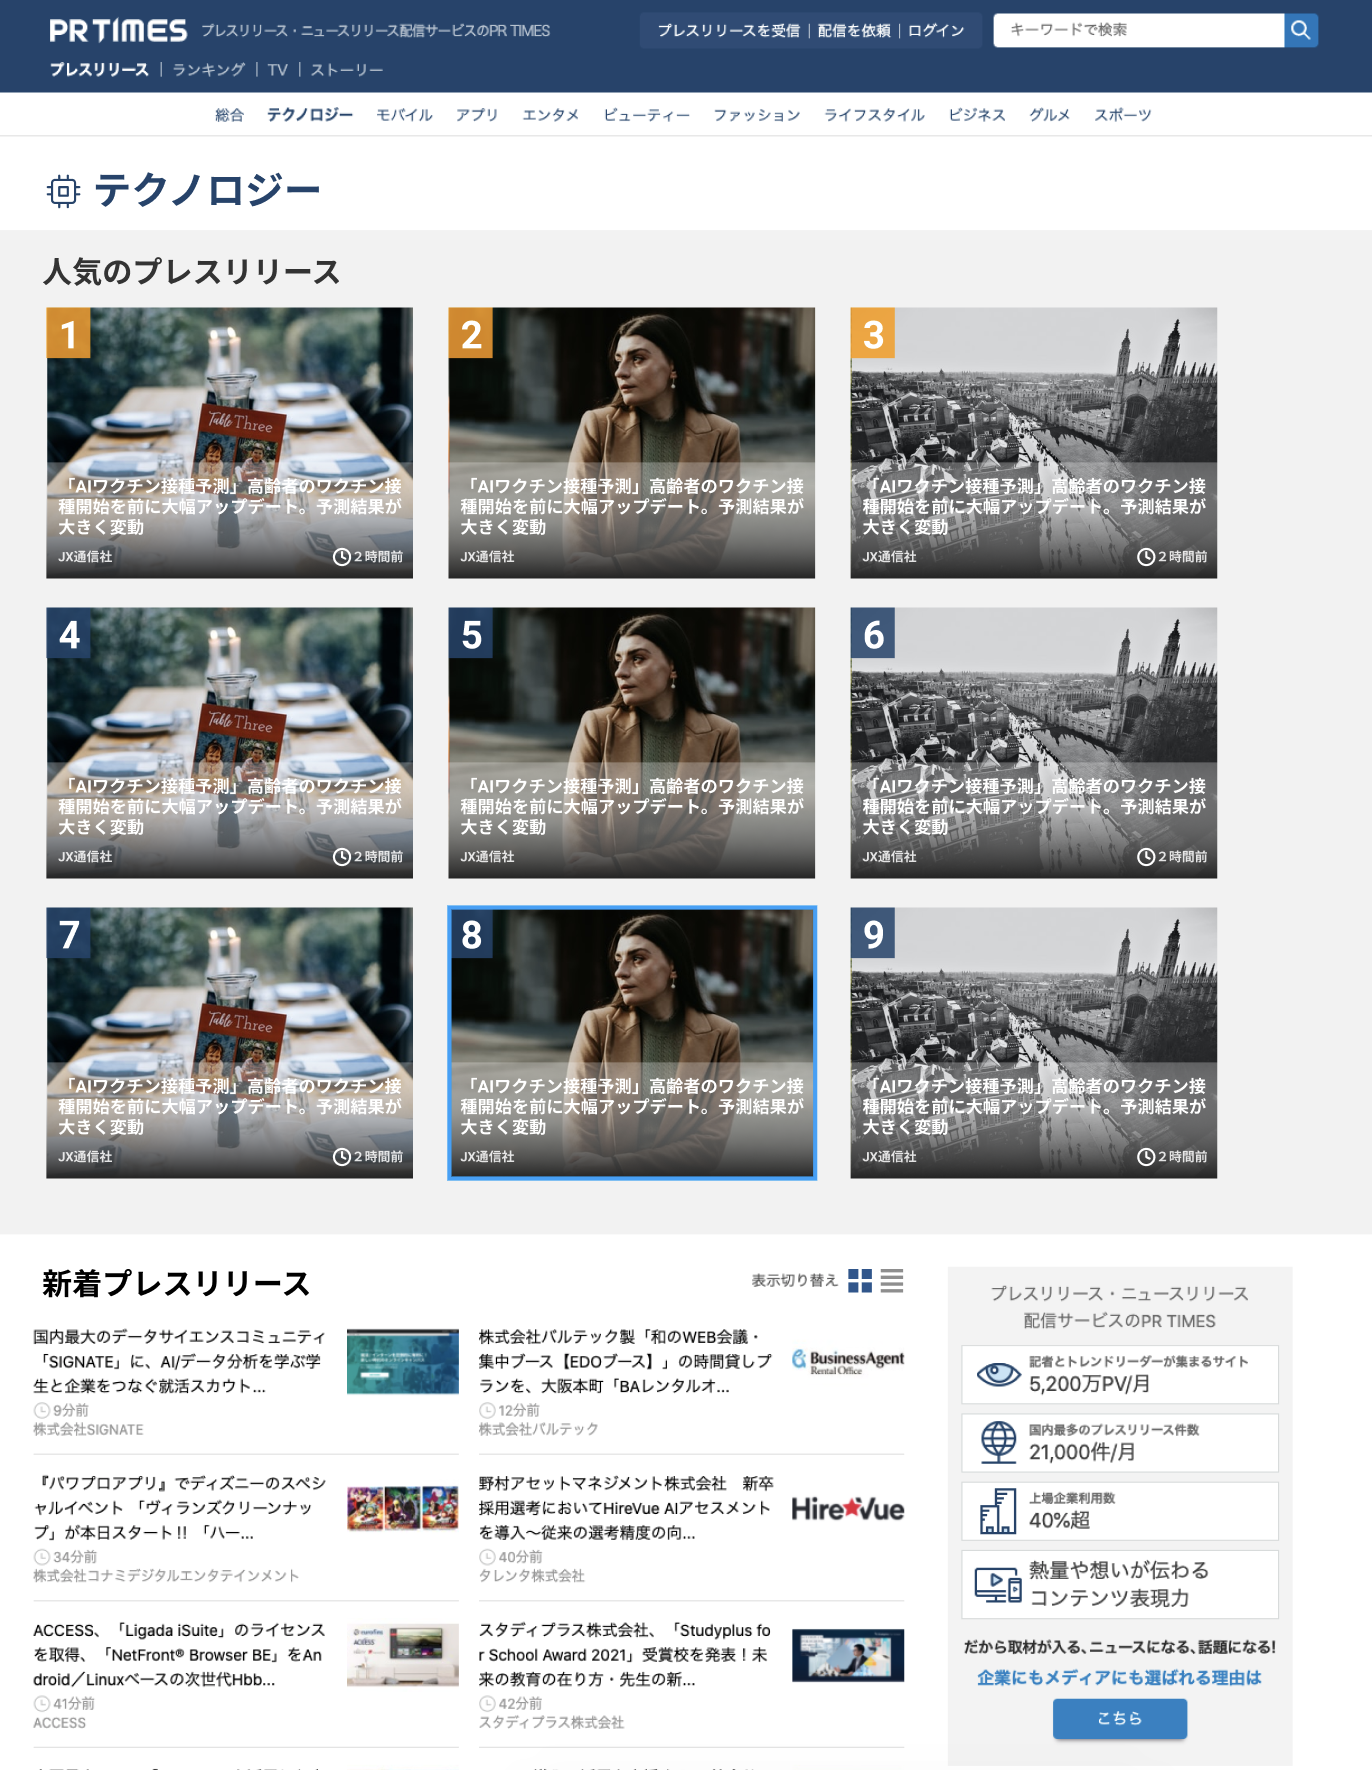 PR TIMES プレスリリース・ニュースリリース配信サービスのPR TIMES
プレスリリースを受信 | 配信を依頼 | ログイン
キーワードで検索
プレスリリース | ランキング | TV | ストーリー
総合 テクノロジー モバイル アプリ エンタメ ビューティー ファッション ライフスタイル ビジネス グルメ スポーツ
テクノロジー
人気のプレスリリース
1
Table Three
「AIワクチン接種予測」高齢者のワクチン接
種開始を前に大幅アップデート。予測結果が
大きく変動
JX通信社
2時間前
2
「AIワクチン接種予測」高齢者のワクチン接
種開始を前に大幅アップデート。予測結果が
大きく変動
JX通信社
3
「AIワクチン接種予測」高齢者のワクチン接
種開始を前に大幅アップデート。予測結果が
大きく変動
JX通信社
2時間前
4
Table Three
「AIワクチン接種予測」高齢者のワクチン接
種開始を前に大幅アップデート。予測結果が
大きく変動
JX通信社
2時間前
5
「AIワクチン接種予測」高齢者のワクチン接
種開始を前に大幅アップデート。予測結果が
大きく変動
JX通信社
6
「AIワクチン接種予測」高齢者のワクチン接
種開始を前に大幅アップデート。予測結果が
大きく変動
JX通信社
2時間前
7
Table Three
「AIワクチン接種予測」高齢者のワクチン接
種開始を前に大幅アップデート。予測結果が
大きく変動
JX通信社
2時間前
8
「AIワクチン接種予測」高齢者のワクチン接
種開始を前に大幅アップデート。予測結果が
大きく変動
JX通信社
9
「AIワクチン接種予測」高齢者のワクチン接
種開始を前に大幅アップデート。予測結果が
大きく変動
JX通信社
2時間前
新着プレスリリース
表示切り替え
国内最大のデータサイエンスコミュニティ
「SIGNATE」に、AI/データ分析を学ぶ学
生と企業をつなぐ就活スカウト...
9分前
株式会社SIGNATE
株式会社バルテック製「和のWEB会議・
集中ブース【EDOブース】」の時間貸しプ
ランを、大阪本町「BAレンタルオ...
12分前
株式会社バルテック
BusinessAgent
Rental Office
『パワプロアプリ』でディズニーのスペシ
ャルイベント 「ヴィランズクリーンナッ
プ」が本日スタート!! 「ハー...
34分前
株式会社コナミデジタルエンタテインメント
野村アセットマネジメント株式会社　新卒
採用選考においてHireVue AIアセスメント
を導入～従来の選考精度の向...
40分前
タレンタ株式会社
Hire★Vue
ACCESS、「Ligada iSuite」のライセンス
を取得、「NetFront® Browser BE」をAn
droid／Linuxベースの次世代Hbb...
41分前
ACCESS
ACCESS
スタディプラス株式会社、「Studyplus fo
r School Award 2021」受賞校を発表！未
来の教育の在り方・先生の新...
42分前
スタディプラス株式会社
プレスリリース・ニュースリリース
配信サービスのPR TIMES
記者とトレンドリーダーが集まるサイト
5,200万PV/月
国内最多のプレスリリース件数
21,000件/月
上場企業利用数
40%超
熱量や想いが伝わる
コンテンツ表現力
だから取材が入る、ニュースになる、話題になる!
企業にもメディアにも選ばれる理由は
こちら